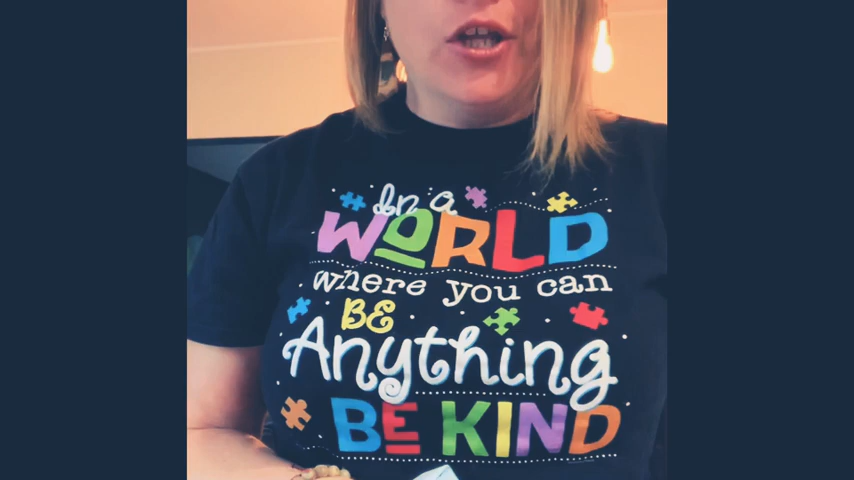 In a
WORLD
where you can
BE
Anything
BE KIND